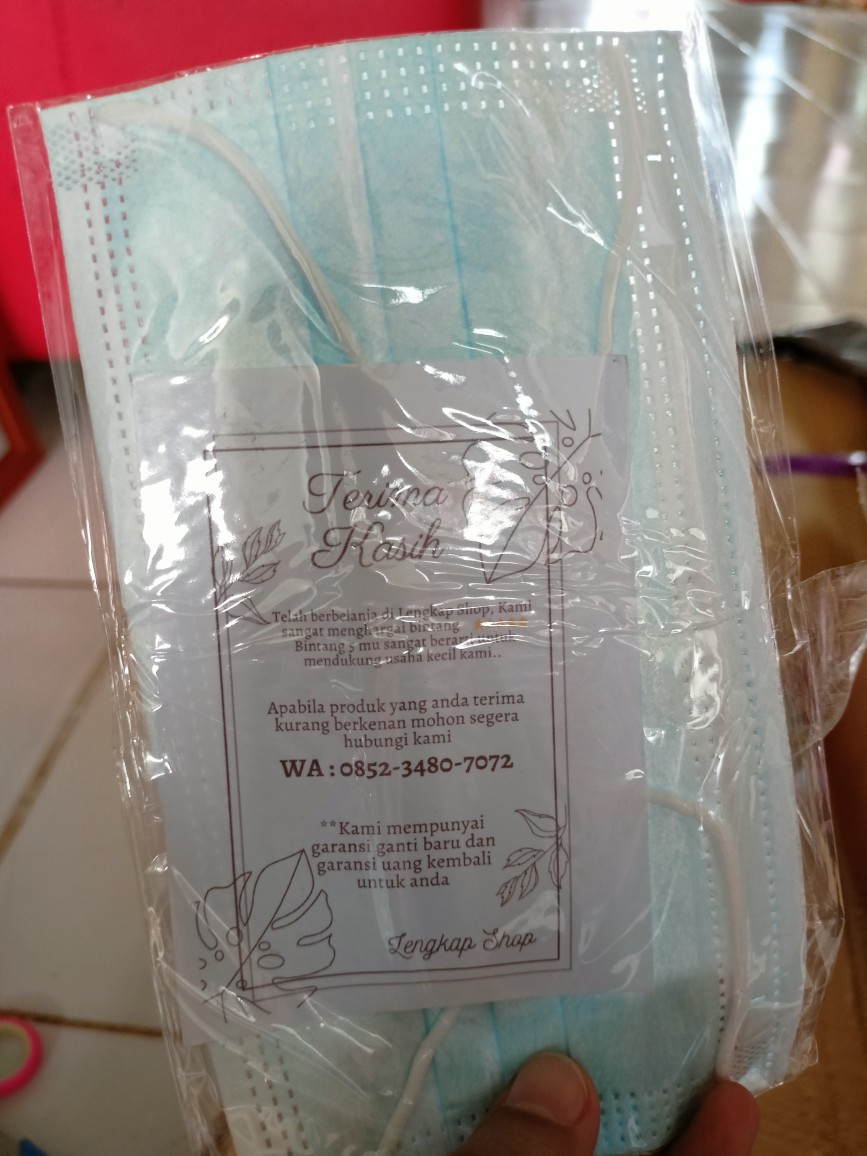 Terima
Kasih
Telah berbelanja di Lengkap Shop, Kami
sangat menghargai bintang
Bintang 5 mu sangat berarti untuk
mendukung usaha kecil kami..
Apabila produk yang anda terima
kurang berkenan mohon segera
hubungi kami
WA : 0852-3480-7072
**Kami mempunyai
garansi ganti baru dan
garansi uang kembali
untuk anda
Lengkap Shop